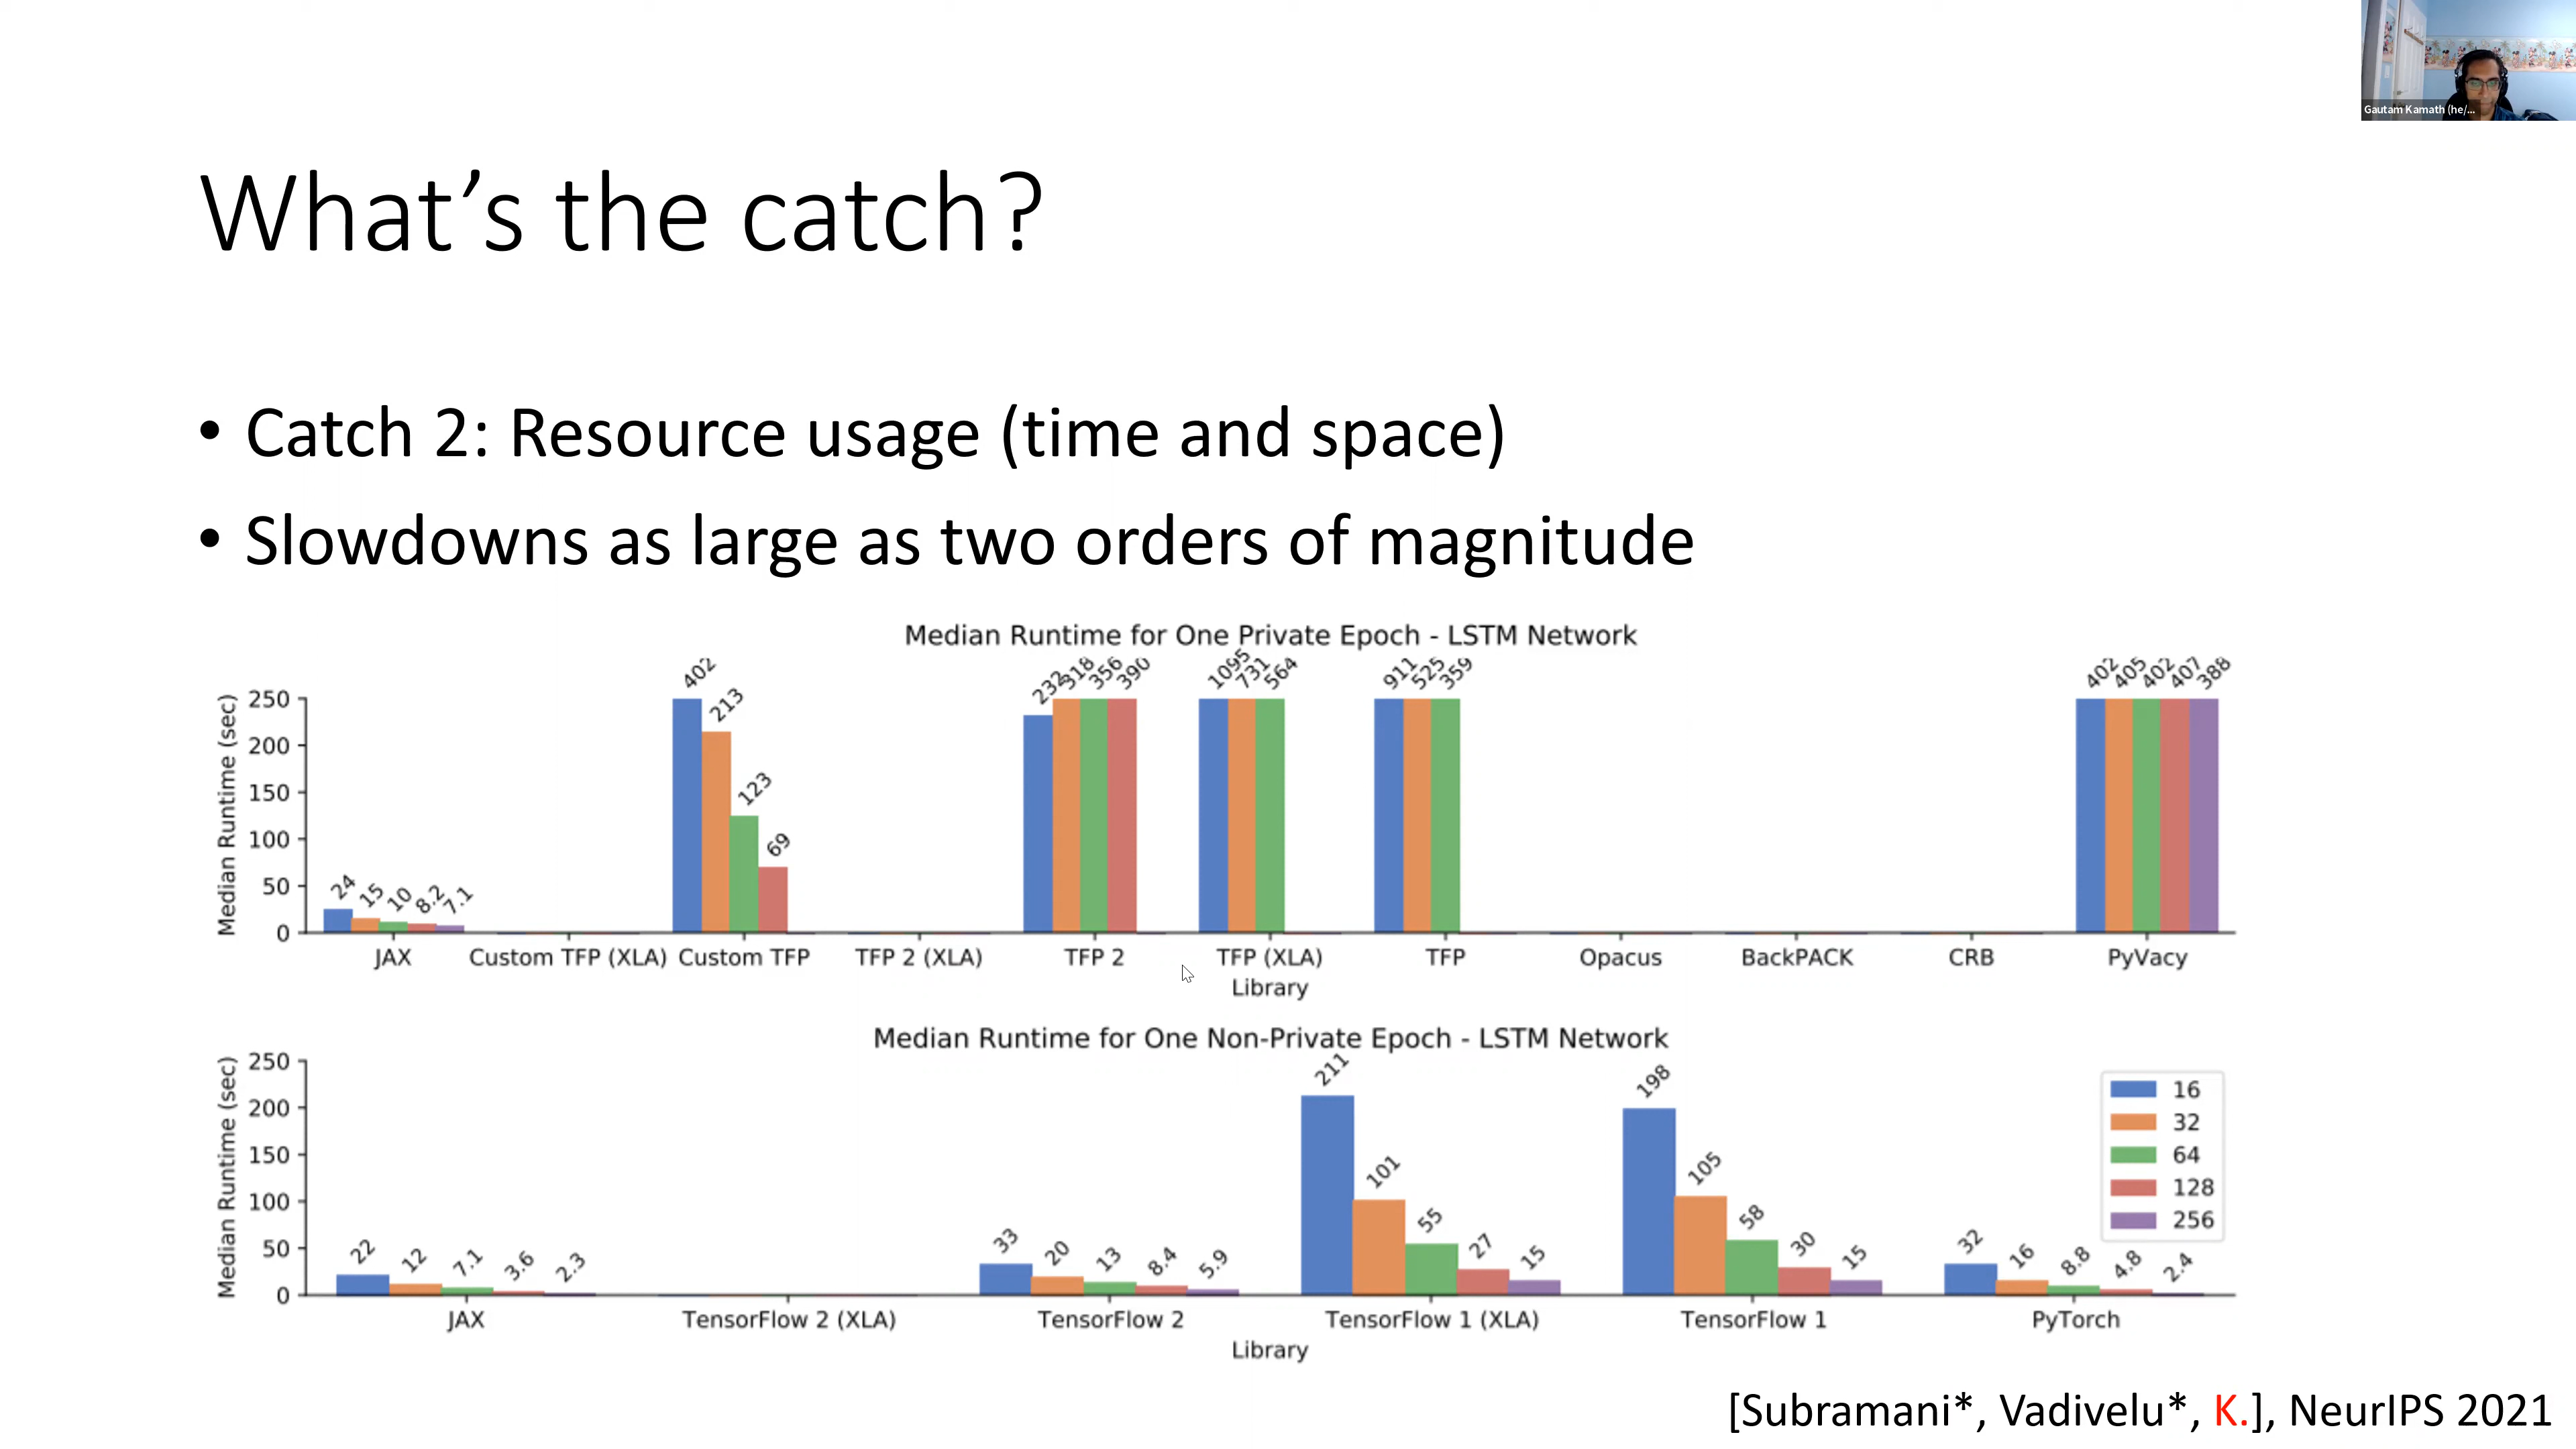 Gautam Kamath (he/...
What's the catch?
• Catch 2: Resource usage (time and space)
• Slowdowns as large as two orders of magnitude
Median Runtime for One Private Epoch - LSTM Network
Median Runtime (sec)
250
200
150
100
50
0
24 15 10 8.2 7.1
402 213 123 69
232 318 356 390
1095 731 564
911 525 359
402 405 402 407 388
JAX Custom TFP (XLA) Custom TFP TFP 2 (XLA) TFP 2 TFP (XLA) TFP Opacus BackPACK CRB PyVacy
Library
Median Runtime for One Non-Private Epoch - LSTM Network
Median Runtime (sec)
250
200
150
100
50
0
22 12 7.1 3.6 2.3
33 20 13 8.4 5.9
211 101 55 27 15
198 105 58 30 15
32 16 8.8 4.8 2.4
16
32
64
128
256
JAX TensorFlow 2 (XLA) TensorFlow 2 TensorFlow 1 (XLA) TensorFlow 1 PyTorch
Library
[Subramani*, Vadivelu*, K.], NeurIPS 2021